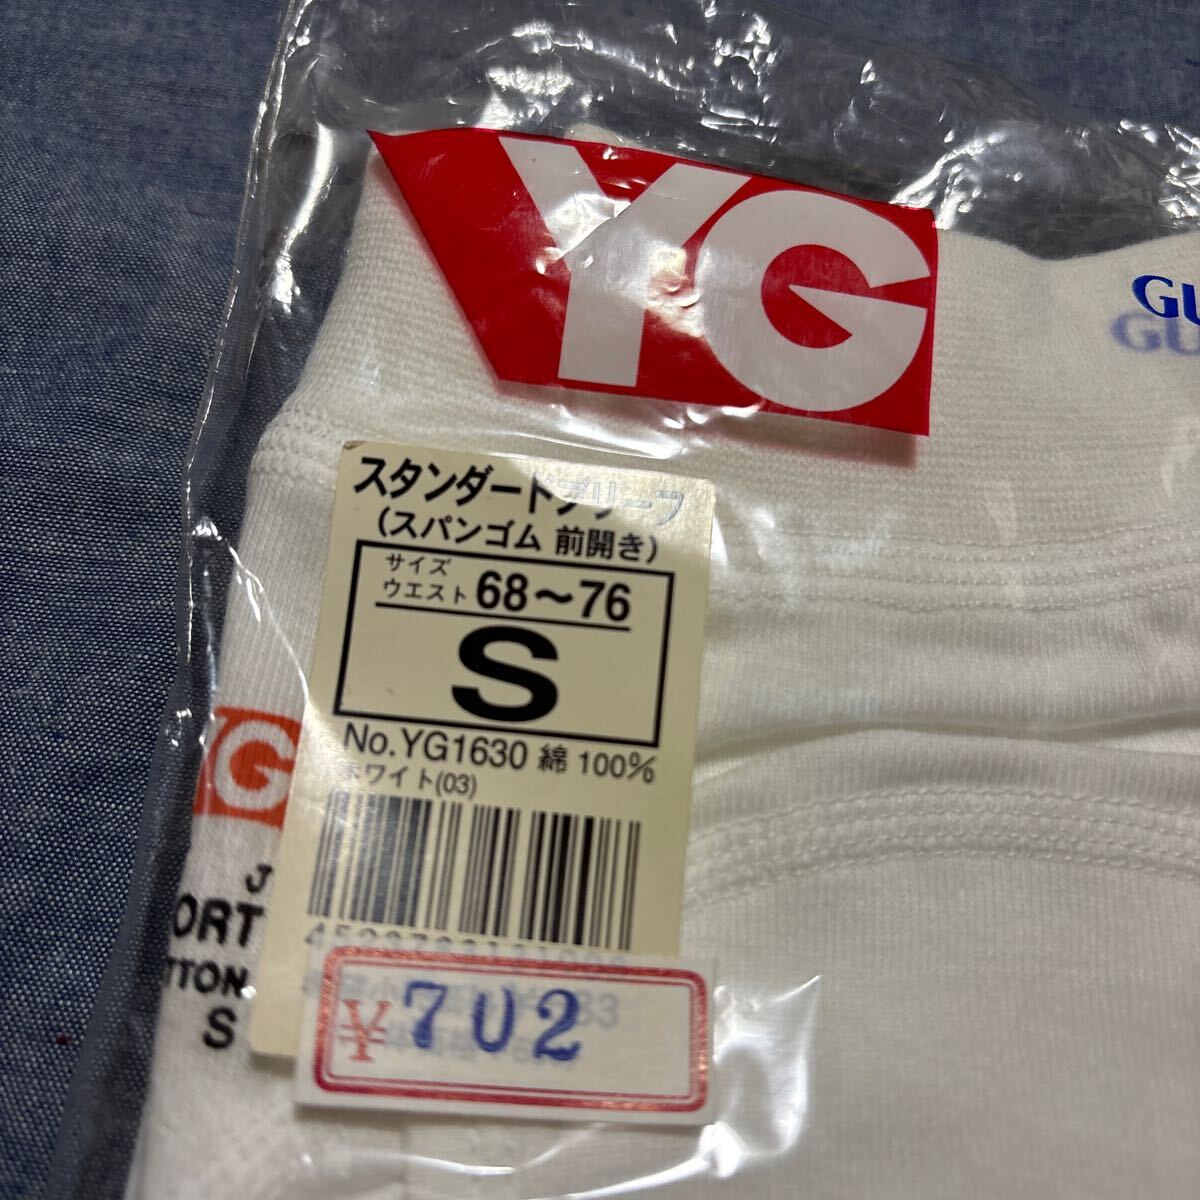 YG
GU
GU
スタンダードブリーフ
(スパンゴム 前開き)
サイズ
ウエスト 68〜76
S
No.YG1630 綿 100%
ホワイト(03)
G
J
ORT
TTON
S
¥702